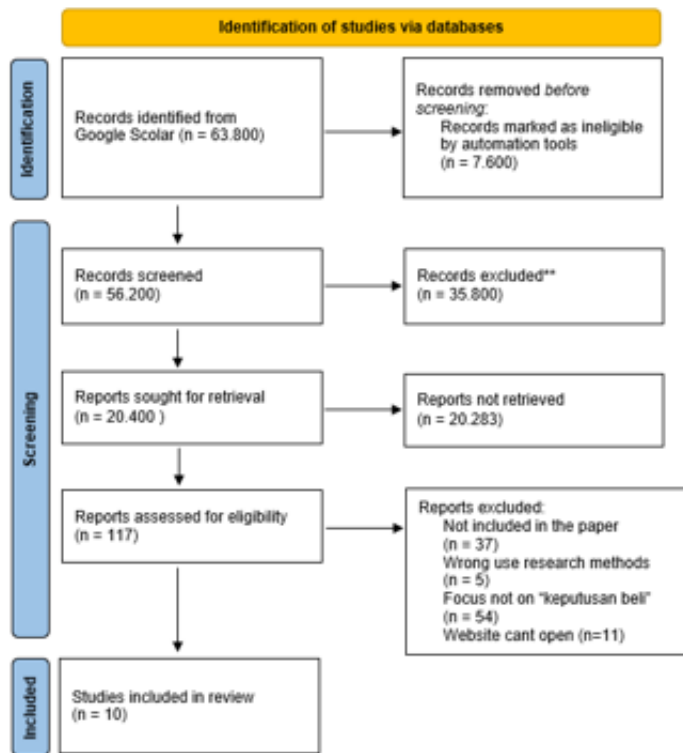 Identification of studies via databases
Identification
Records identified from
Google Scolar (n = 63.800)
Records removed before
screening:
Records marked as ineligible
by automation tools
(n = 7.600)
Screening
Records screened
(n = 56.200)
Records excluded**
(n = 35.800)
Reports sought for retrieval
(n = 20.400 )
Reports not retrieved
(n = 20.283)
Reports assessed for eligibility
(n = 117)
Reports excluded:
Not included in the paper
(n = 37)
Wrong use research methods
(n = 5)
Focus not on “keputusan beli”
(n = 54)
Website cant open (n=11)
Included
Studies included in review
(n = 10)